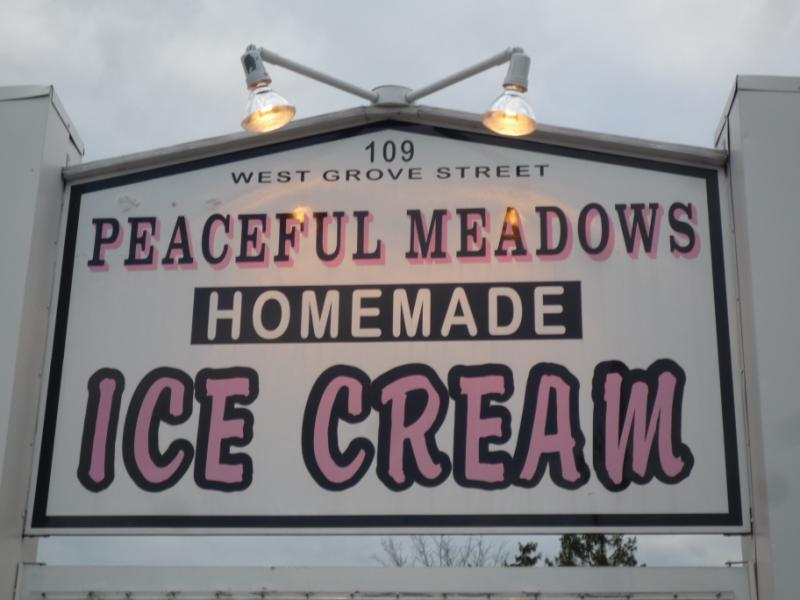 109
WEST GROVE STREET
PEACEFUL MEADOWS
HOMEMADE
ICE CREAM